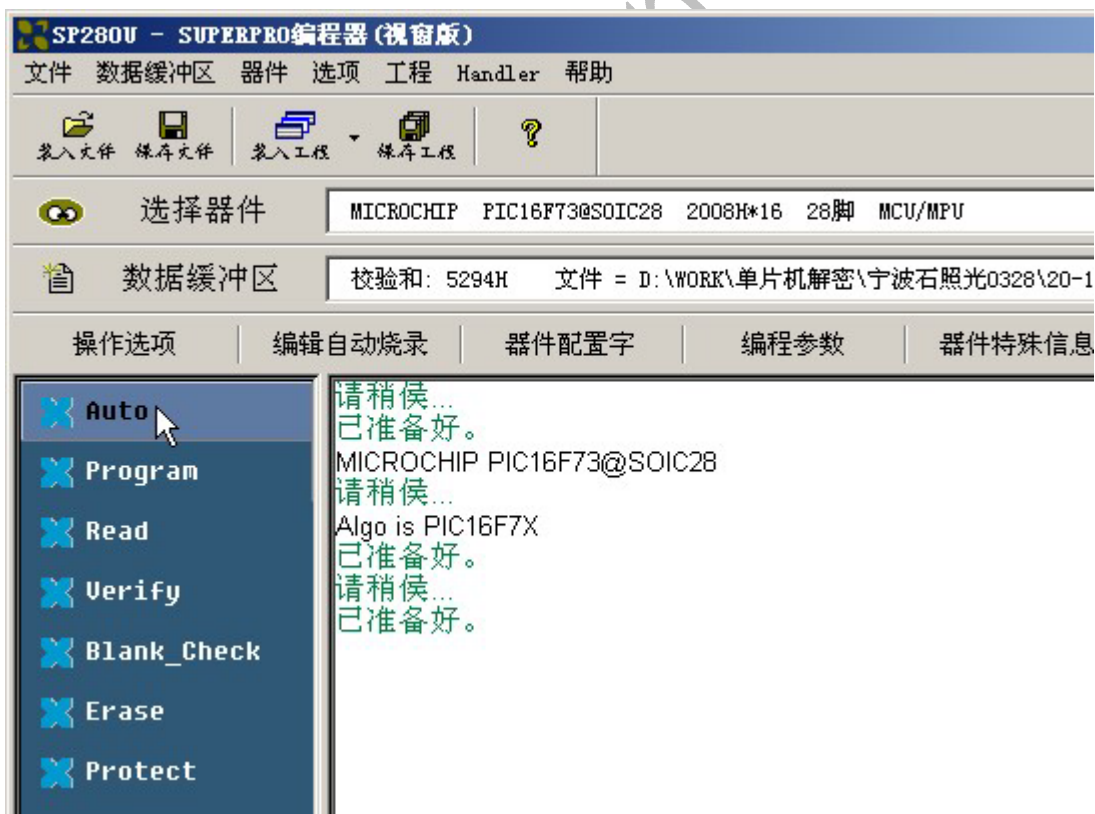 SP280U - SUPERPRO编程器(视窗版)
文件 数据缓冲区 器件 选项 工程 Handler 帮助
装入文件 保存文件 装入工程 保存工程
选择器件 MICROCHIP PIC16F73@SOIC28 2008H*16 28脚 MCU/MPU
数据缓冲区 校验和: 5294H 文件 = D:\WORK\单片机解密\宁波石照光0328\20-1
操作选项 编辑自动烧录 器件配置字 编程参数 器件特殊信息
Auto
Program
Read
Verify
Blank_Check
Erase
Protect
请稍侯...
已准备好。
MICROCHIP PIC16F73@SOIC28
请稍侯...
Algo is PIC16F7X
已准备好。
请稍侯...
已准备好。